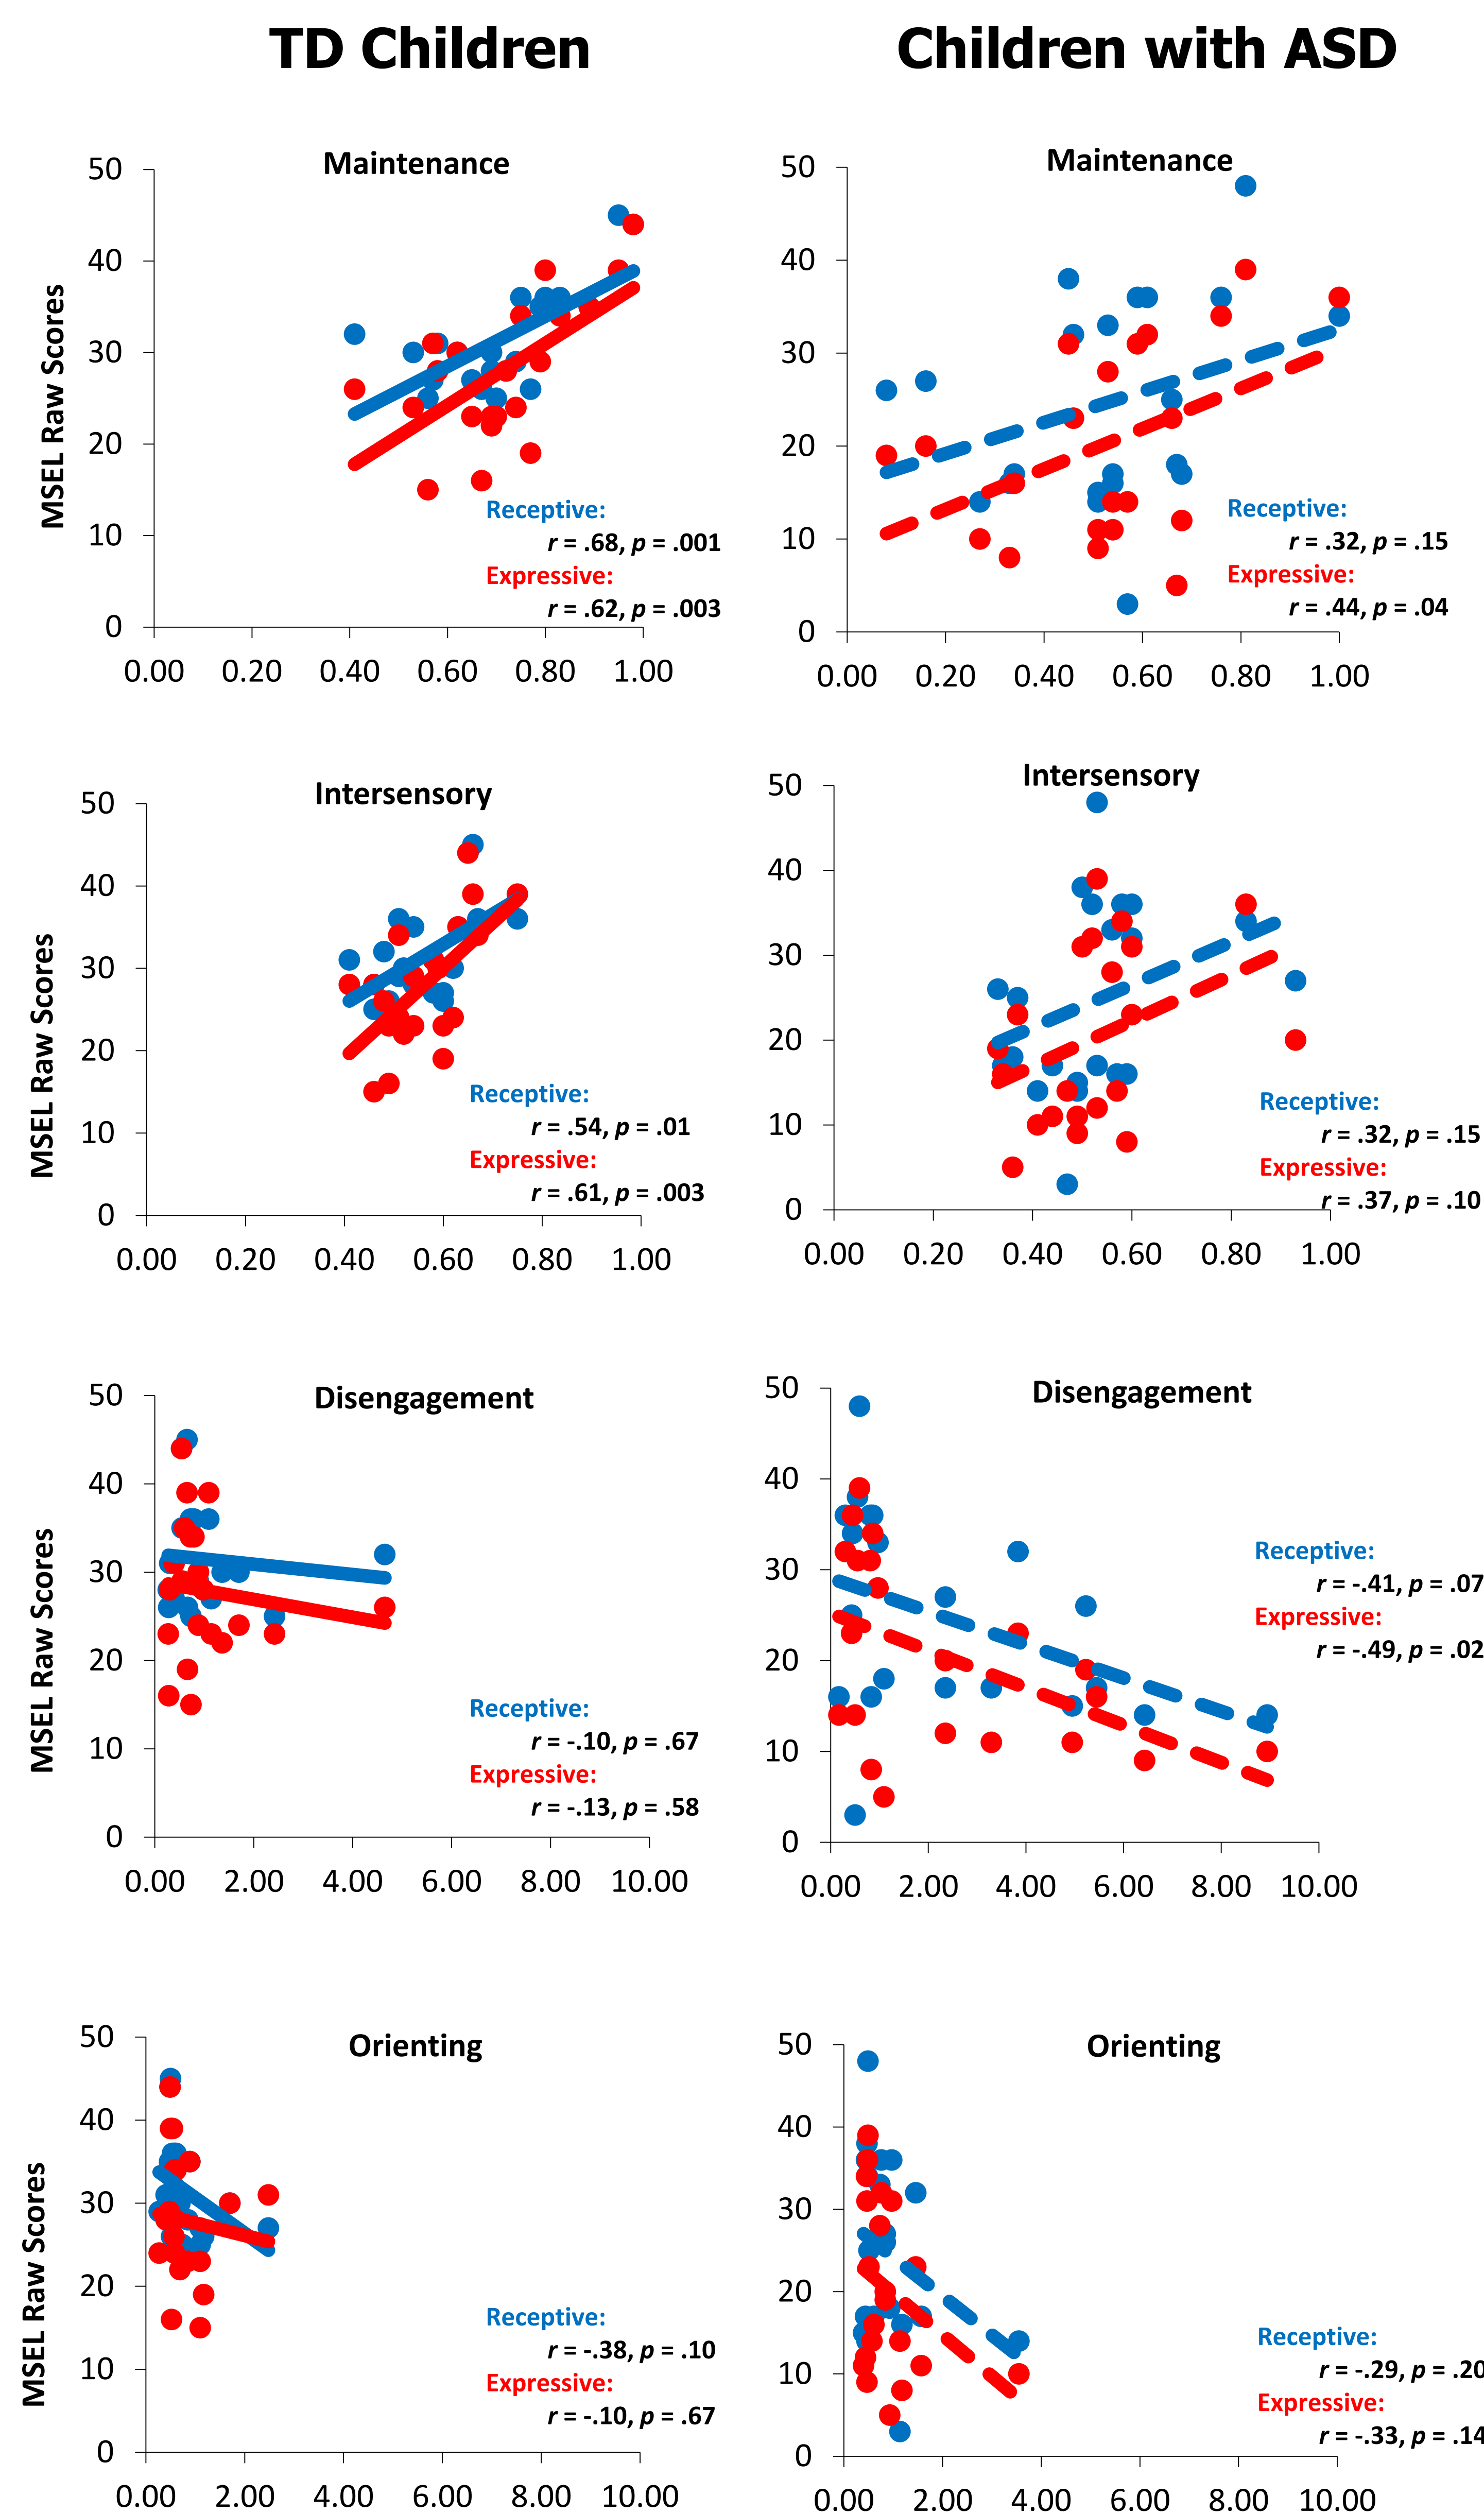 TD Children
Children with ASD
Maintenance
MSEL Raw Scores
50
40
30
20
10
0
0.00 0.20 0.40 0.60 0.80 1.00
Receptive:
r = .68, p = .001
Expressive:
r = .62, p = .003
Maintenance
50
40
30
20
10
0
0.00 0.20 0.40 0.60 0.80 1.00
Receptive:
r = .32, p = .15
Expressive:
r = .44, p = .04
Intersensory
MSEL Raw Scores
50
40
30
20
10
0
0.00 0.20 0.40 0.60 0.80 1.00
Receptive:
r = .54, p = .01
Expressive:
r = .61, p = .003
Intersensory
50
40
30
20
10
0
0.00 0.20 0.40 0.60 0.80 1.00
Receptive:
r = .32, p = .15
Expressive:
r = .37, p = .10
Disengagement
MSEL Raw Scores
50
40
30
20
10
0
0.00 2.00 4.00 6.00 8.00 10.00
Receptive:
r = -.10, p = .67
Expressive:
r = -.13, p = .58
Disengagement
50
40
30
20
10
0
0.00 2.00 4.00 6.00 8.00 10.00
Receptive:
r = -.41, p = .07
Expressive:
r = -.49, p = .02
Orienting
MSEL Raw Scores
50
40
30
20
10
0
0.00 2.00 4.00 6.00 8.00 10.00
Receptive:
r = -.38, p = .10
Expressive:
r = -.10, p = .67
Orienting
50
40
30
20
10
0
0.00 2.00 4.00 6.00 8.00 10.00
Receptive:
r = -.29, p = .20
Expressive:
r = -.33, p = .14